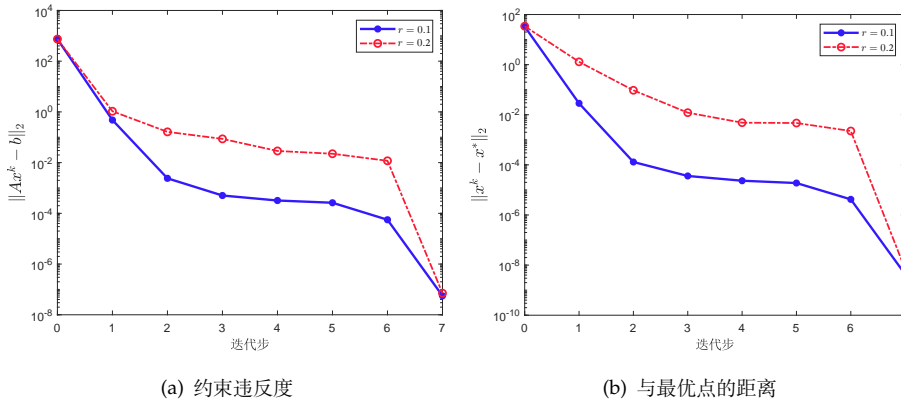 10^4
10^2
10^0
10^-2
10^-4
10^-6
10^-8
||Ax^k − b||_2
0 1 2 3 4 5 6 7
迭代步
r = 0.1
r = 0.2
(a) 约束违反度
10^2
10^0
10^-2
10^-4
10^-6
10^-8
10^-10
||x^k − x^*||_2
0 1 2 3 4 5 6
迭代步
r = 0.1
r = 0.2
(b) 与最优点的距离